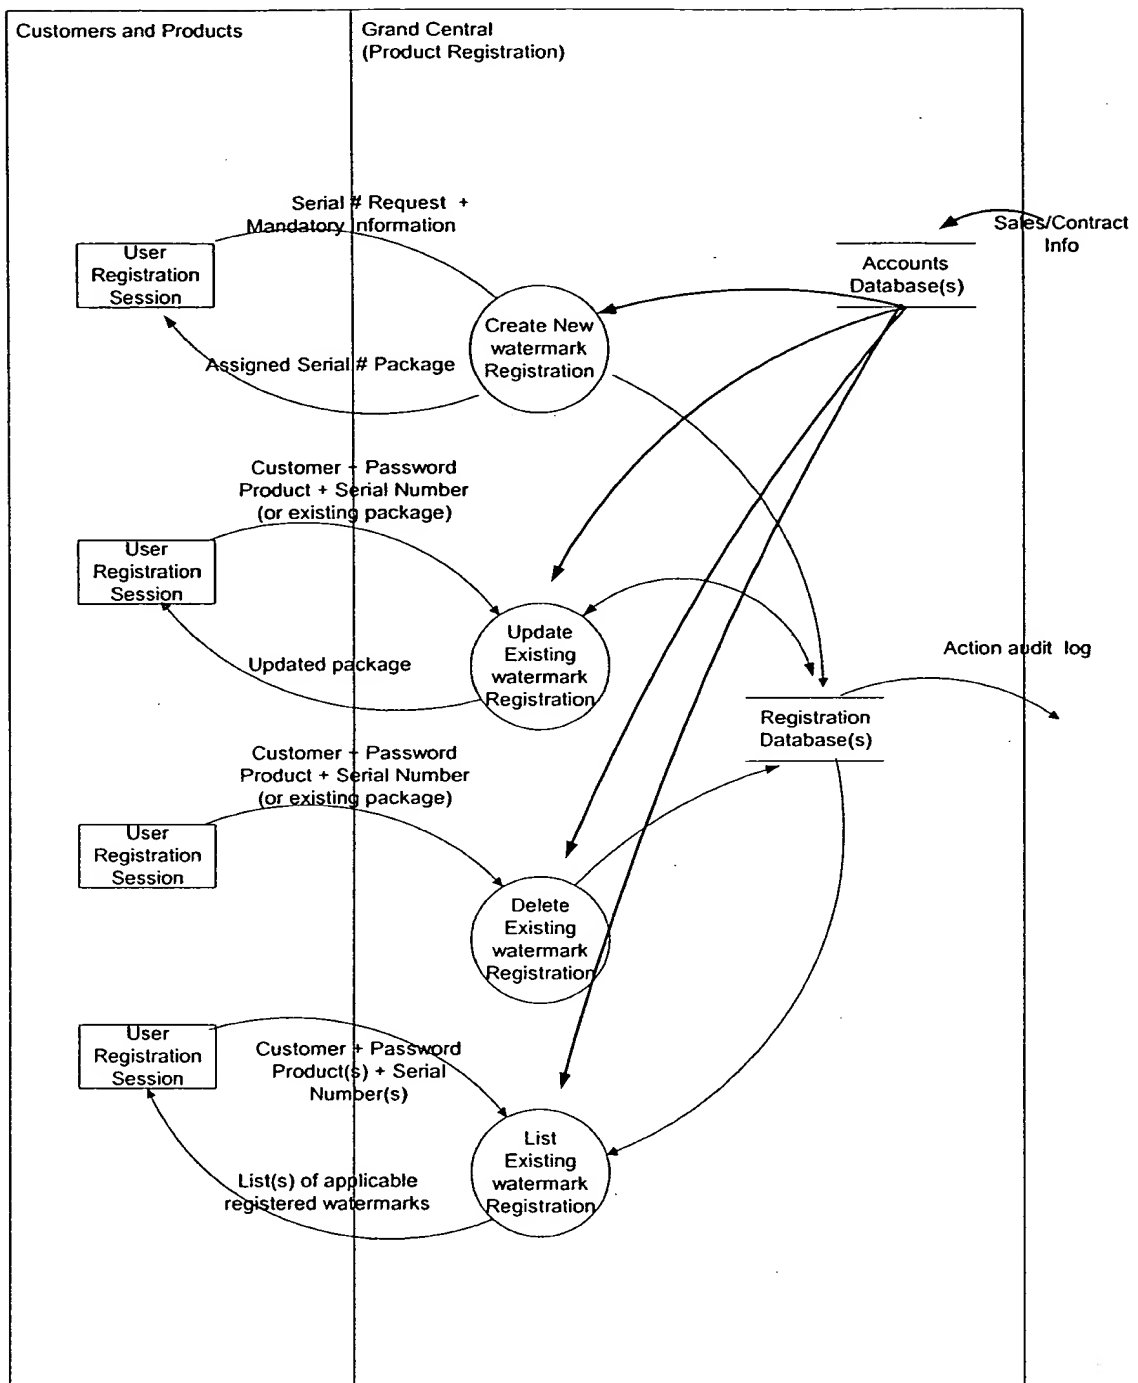 Customers and Products
Grand Central
(Product Registration)
Serial # Request +
Mandatory Information
User
Registration
Session
Assigned Serial # Package
Create New
watermark
Registration
Accounts
Database(s)
Sales/Contract
Info
Customer + Password
Product + Serial Number
(or existing package)
User
Registration
Session
Updated package
Update
Existing
watermark
Registration
Registration
Database(s)
Action audit log
Customer + Password
Product + Serial Number
(or existing package)
User
Registration
Session
Delete
Existing
watermark
Registration
User
Registration
Session
Customer + Password
Product(s) + Serial
Number(s)
List(s) of applicable
registered watermarks
List
Existing
watermark
Registration